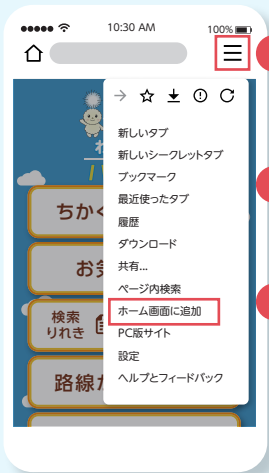 10:30 AM
100%
新しいタブ
新しいシークレットタブ
ブックマーク
最近使ったタブ
履歴
ダウンロード
共有...
ページ内検索
ホーム画面に追加
PC版サイト
設定
ヘルプとフィードバック
ちか
お
検索
りれき
路線